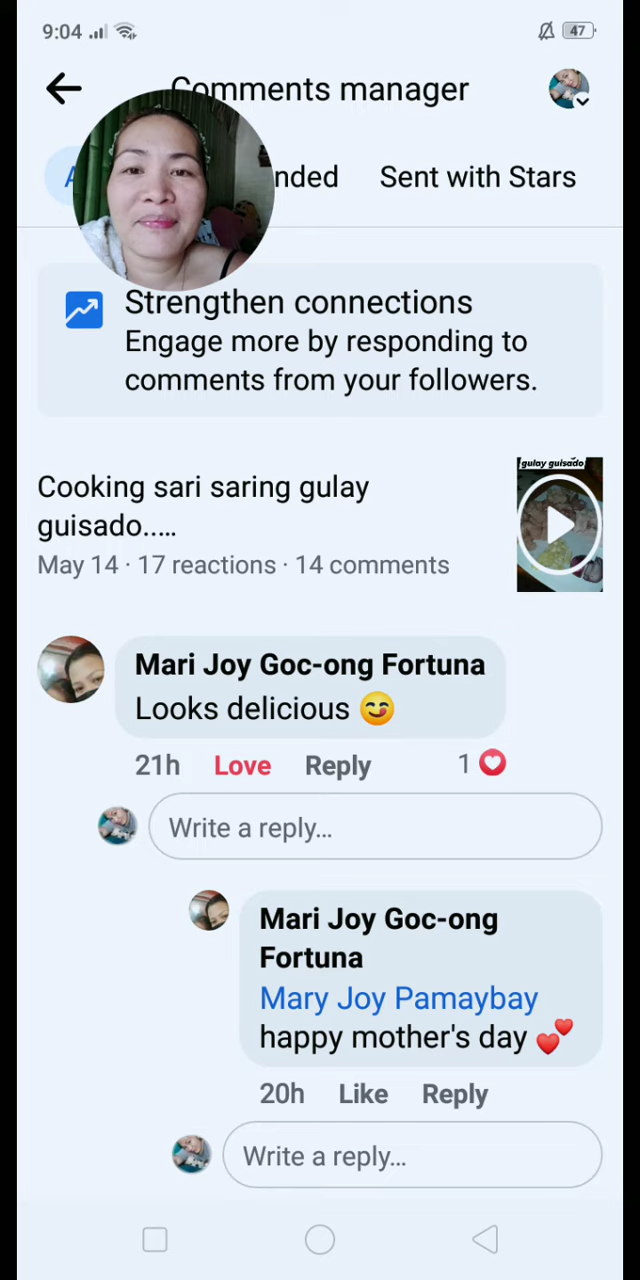 9:04
47
Comments manager
nded
Sent with Stars
Strengthen connections
Engage more by responding to
comments from your followers.
Cooking sari saring gulay
guisado..…
May 14 · 17 reactions · 14 comments
gulay guisado
Mari Joy Goc-ong Fortuna
Looks delicious 😋
21h Love Reply 1
Write a reply...
Mari Joy Goc-ong
Fortuna
Mary Joy Pamaybay
happy mother's day 💕
20h Like Reply
Write a reply...